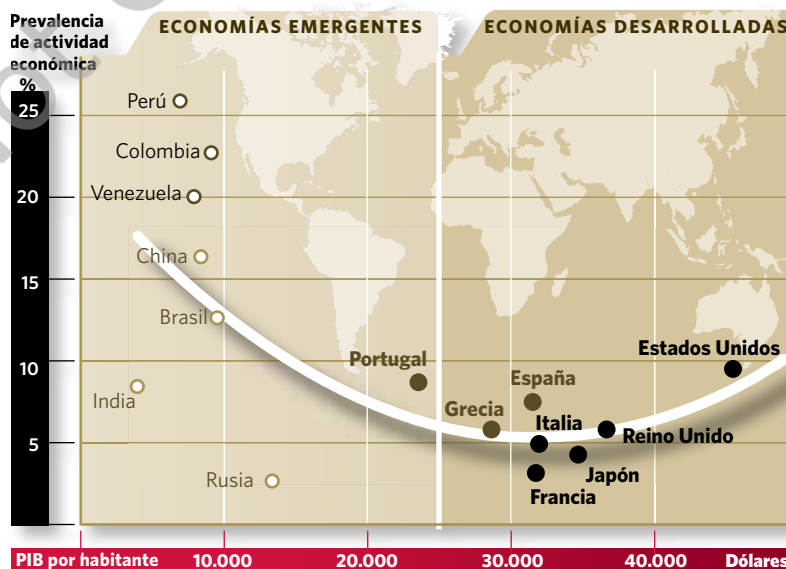 Prevalencia
de actividad
económica
%
ECONOMÍAS EMERGENTES
ECONOMÍAS DESARROLLADAS
25
20
15
10
5
Perú
Colombia
Venezuela
China
Brasil
India
Rusia
Portugal
Grecia
España
Italia
Francia
Japón
Reino Unido
Estados Unidos
PIB por habitante 10.000 20.000 30.000 40.000 Dólares